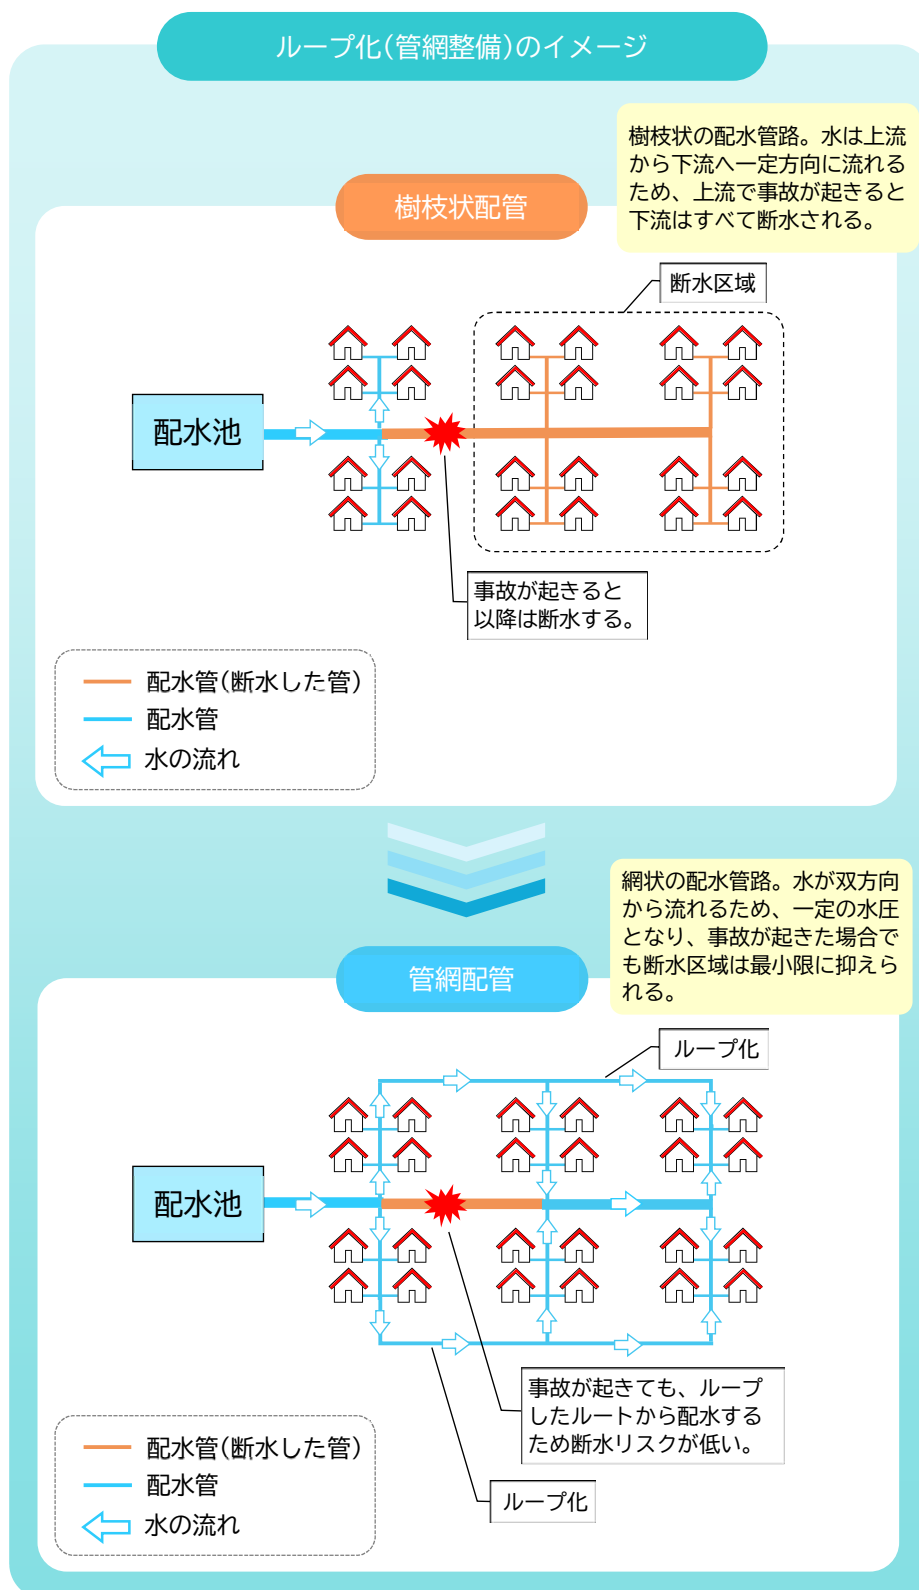 ループ化(管網整備)のイメージ
樹枝状の配水管路。水は上流
から下流へ一定方向に流れる
ため、上流で事故が起きると
下流はすべて断水される。
樹枝状配管
断水区域
配水池
事故が起きると
以降は断水する。
配水管(断水した管)
配水管
水の流れ
網状の配水管路。水が双方向
から流れるため、一定の水圧
となり、事故が起きた場合で
も断水区域は最小限に抑えら
れる。
管網配管
ループ化
配水池
事故が起きても、ループ
したルートから配水する
ため断水リスクが低い。
ループ化
配水管(断水した管)
配水管
水の流れ